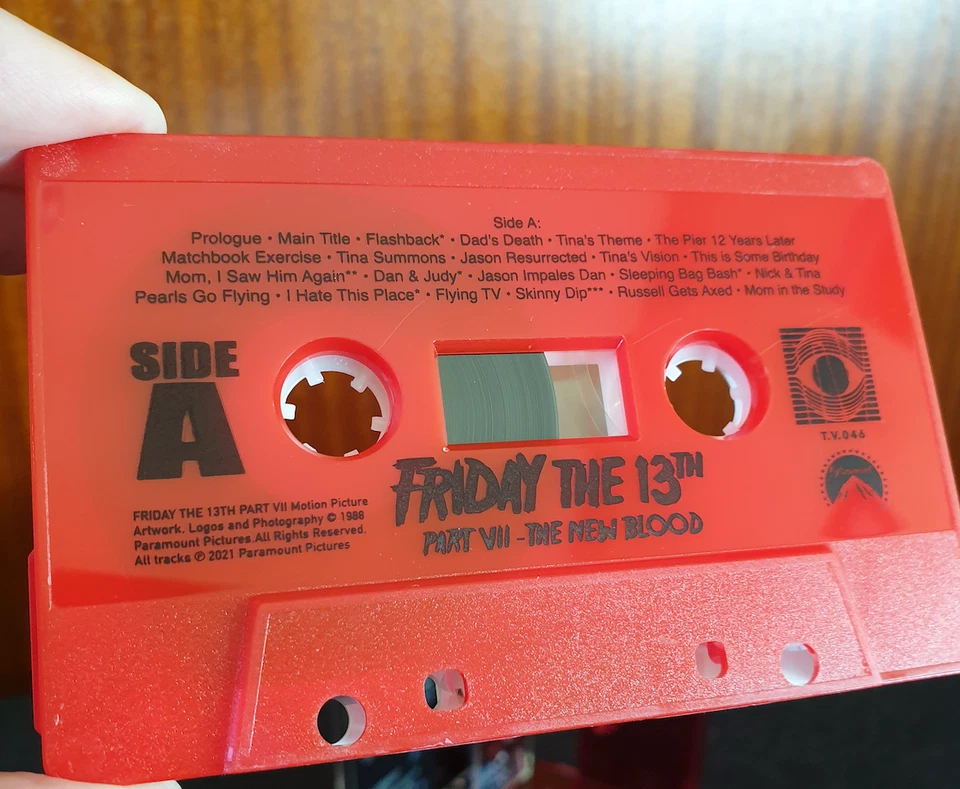 Side A:
Prologue • Main Title • Flashback* • Dad's Death • Tina's Theme • The Pier 12 Years Later
Matchbook Exercise • Tina Summons • Jason Resurrected • Tina's Vision • This is Some Birthday
Mom, I Saw Him Again** • Dan & Judy* • Jason Impales Dan • Sleeping Bag Bash* • Nick & Tina
Pearls Go Flying • I Hate This Place* • Flying TV • Skinny Dip*** • Russell Gets Axed • Mom in the Study
SIDE
A
T.V.046
Paramount
FRIDAY THE 13TH
PART VII - THE NEW BLOOD
FRIDAY THE 13TH PART VII Motion Picture
Artwork. Logos and Photography © 1988
Paramount Pictures.All Rights Reserved.
All tracks ℗ 2021 Paramount Pictures